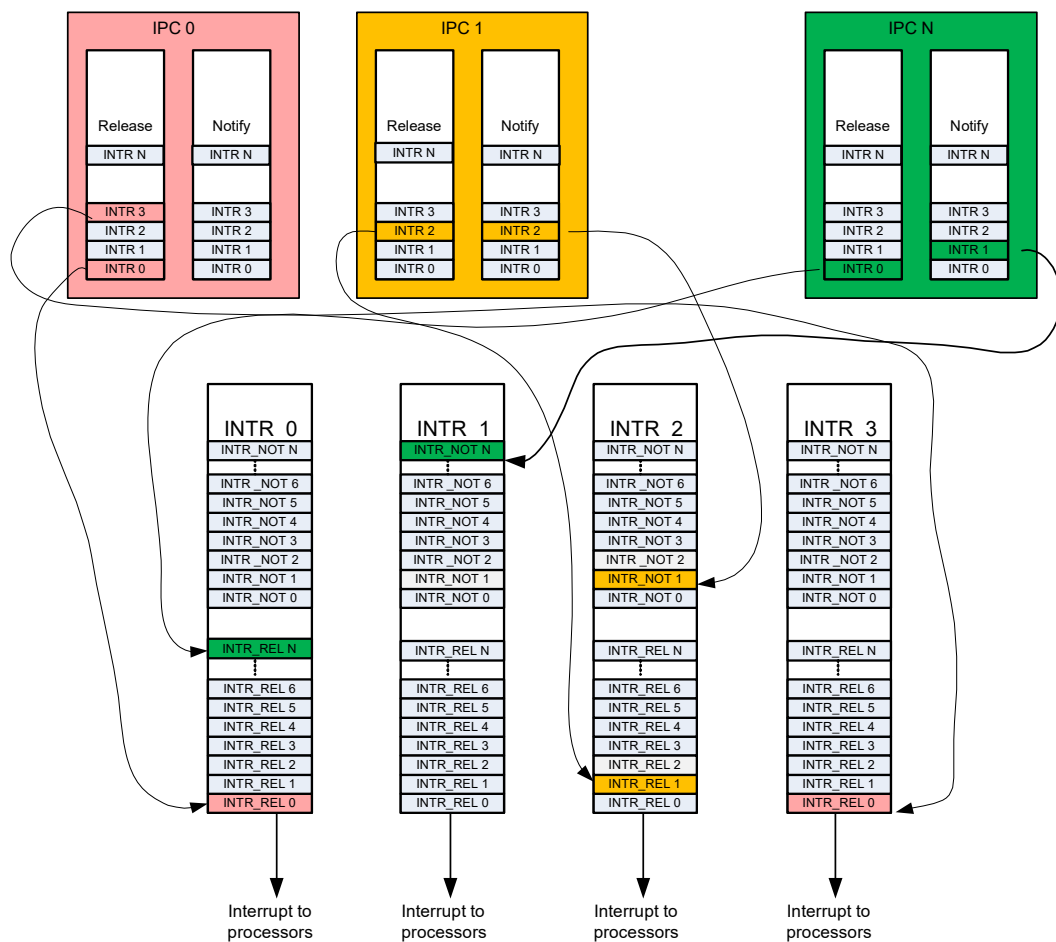 IPC 0
Release
Notify
INTR N
INTR N
INTR 3
INTR 3
INTR 2
INTR 2
INTR 1
INTR 1
INTR 0
INTR 0
IPC 1
Release
Notify
INTR N
INTR N
INTR 3
INTR 3
INTR 2
INTR 2
INTR 1
INTR 1
INTR 0
INTR 0
IPC N
Release
Notify
INTR N
INTR N
INTR 3
INTR 3
INTR 2
INTR 2
INTR 1
INTR 1
INTR 0
INTR 0
INTR 0
INTR_NOT N
INTR_NOT 6
INTR_NOT 5
INTR_NOT 4
INTR_NOT 3
INTR_NOT 2
INTR_NOT 1
INTR_NOT 0
INTR_REL N
INTR_REL 6
INTR_REL 5
INTR_REL 4
INTR_REL 3
INTR_REL 2
INTR_REL 1
INTR_REL 0
Interrupt to
processors
INTR 1
INTR_NOT N
INTR_NOT 6
INTR_NOT 5
INTR_NOT 4
INTR_NOT 3
INTR_NOT 2
INTR_NOT 1
INTR_NOT 0
INTR_REL N
INTR_REL 6
INTR_REL 5
INTR_REL 4
INTR_REL 3
INTR_REL 2
INTR_REL 1
INTR_REL 0
Interrupt to
processors
INTR 2
INTR_NOT N
INTR_NOT 6
INTR_NOT 5
INTR_NOT 4
INTR_NOT 3
INTR_NOT 2
INTR_NOT 1
INTR_NOT 0
INTR_REL N
INTR_REL 6
INTR_REL 5
INTR_REL 4
INTR_REL 3
INTR_REL 2
INTR_REL 1
INTR_REL 0
Interrupt to
processors
INTR 3
INTR_NOT N
INTR_NOT 6
INTR_NOT 5
INTR_NOT 4
INTR_NOT 3
INTR_NOT 2
INTR_NOT 1
INTR_NOT 0
INTR_REL N
INTR_REL 6
INTR_REL 5
INTR_REL 4
INTR_REL 3
INTR_REL 2
INTR_REL 1
INTR_REL 0
Interrupt to
processors